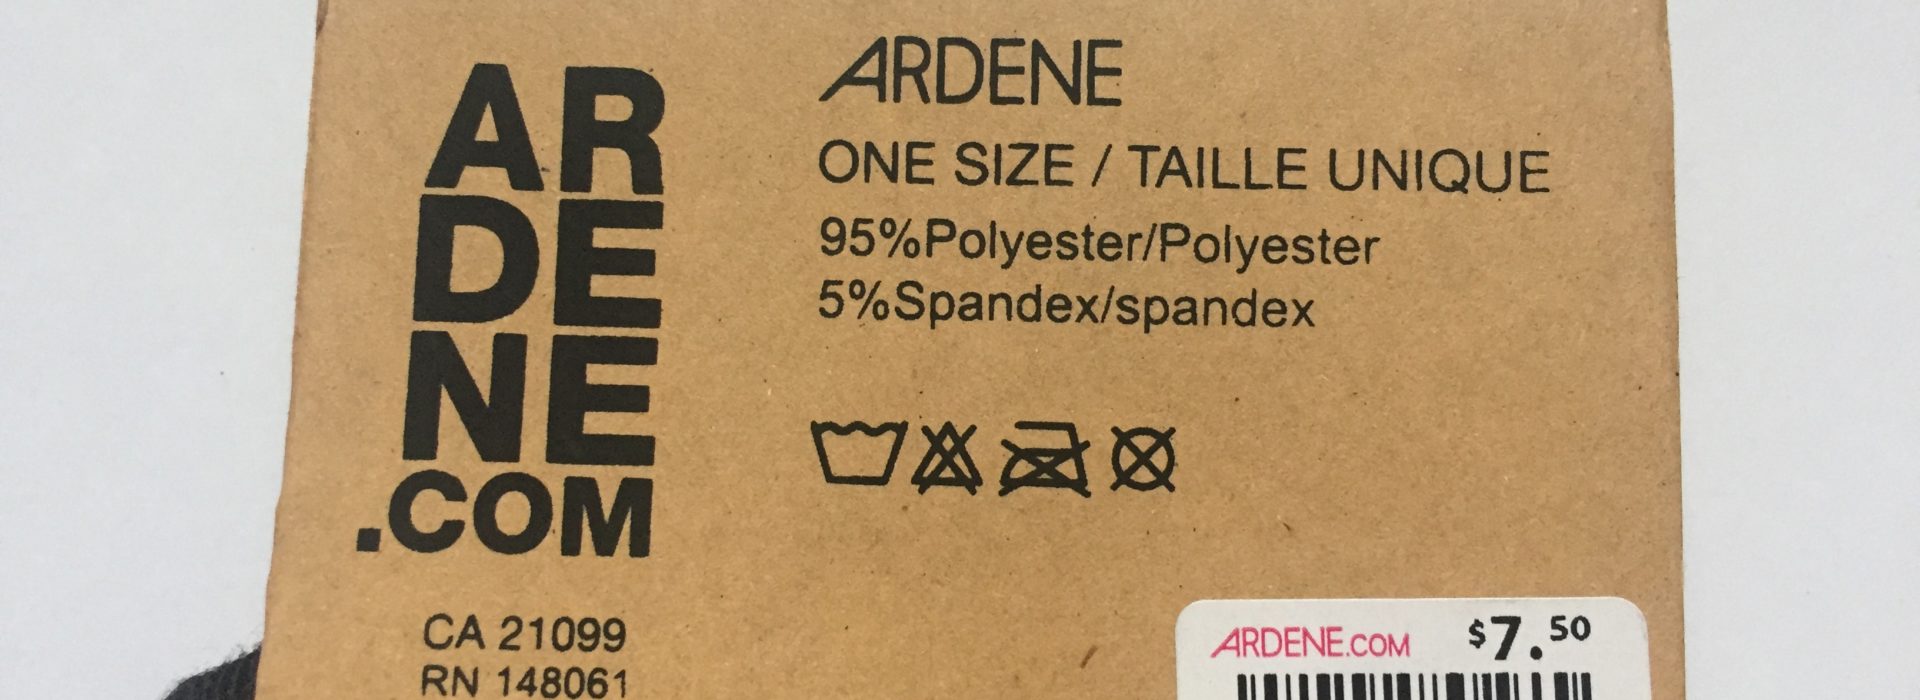 AR
DE
NE
.COM
CA 21099
RN 148061
ARDENE
ONE SIZE / TAILLE UNIQUE
95%Polyester/Polyester
5%Spandex/spandex
ARDENE.COM $7.50